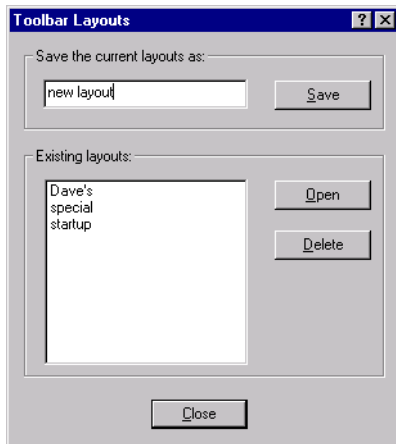 Toolbar Layouts
Save the current layouts as:
new layout
Save
Existing layouts:
Dave's
special
startup
Open
Delete
Close